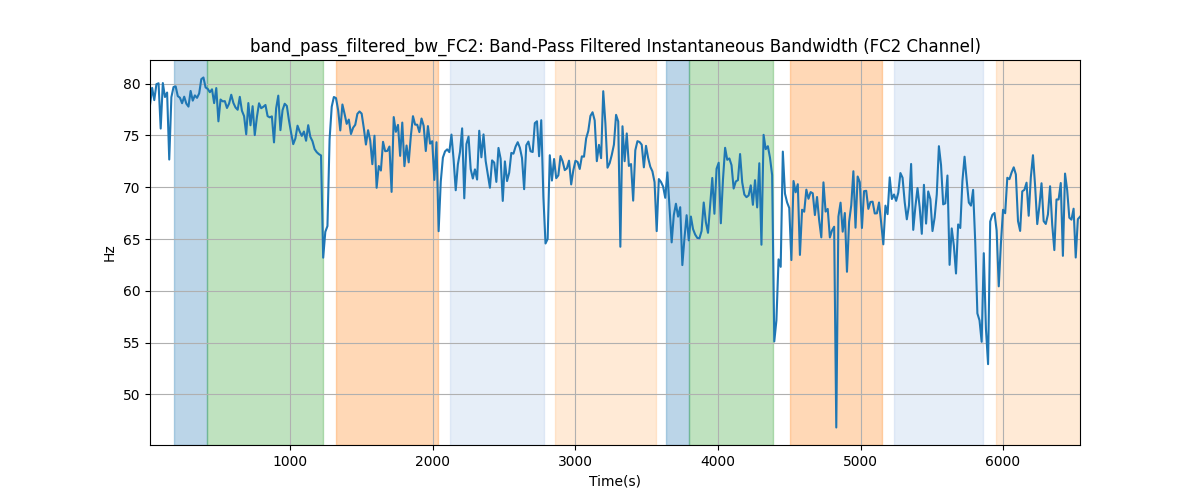 band_pass_filtered_bw_FC2: Band-Pass Filtered Instantaneous Bandwidth (FC2 Channel)
80
75
70
65
60
55
50
Hz
1000 2000 3000 4000 5000 6000
Time(s)